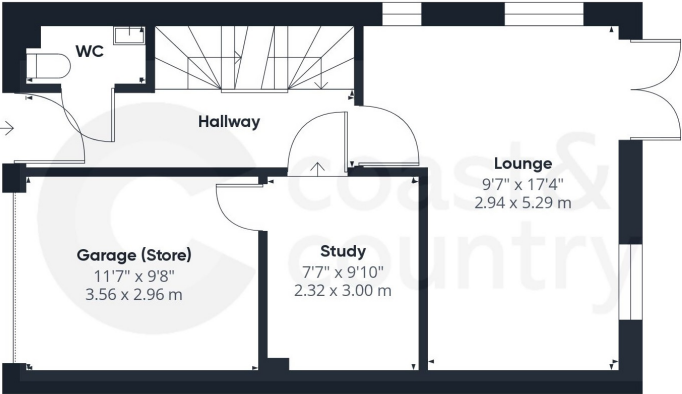 WC
Hallway
Lounge
9'7" x 17'4"
2.94 x 5.29 m
Garage (Store)
11'7" x 9'8"
3.56 x 2.96 m
Study
7'7" x 9'10"
2.32 x 3.00 m
coast &
country